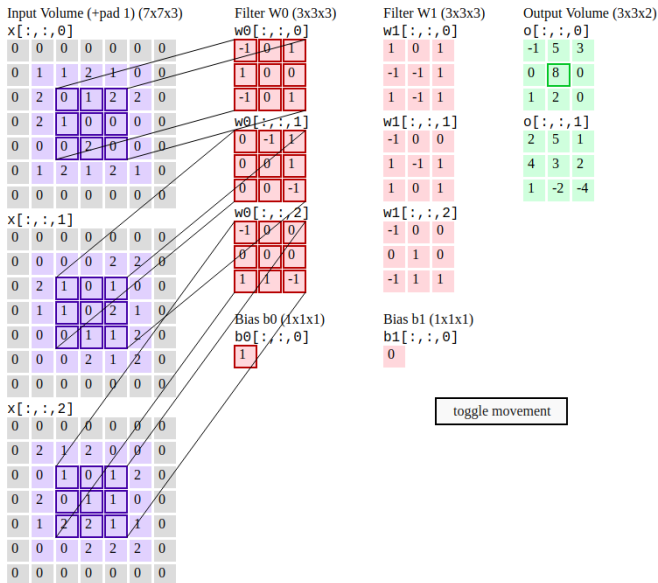 Input Volume (+pad 1) (7x7x3)
x[:,:,0]
0 0 0 0 0 0 0
0 1 1 2 1 0 0
0 2 0 1 2 2 0
0 2 1 0 0 0 0
0 0 0 2 0 0 0
0 1 2 1 2 1 0
0 0 0 0 0 0 0
x[:,:,1]
0 0 0 0 0 0 0
0 0 0 0 2 2 0
0 2 1 0 1 0 0
0 1 1 0 2 1 0
0 0 0 1 1 2 0
0 0 0 2 1 2 0
0 0 0 0 0 0 0
x[:,:,2]
0 0 0 0 0 0 0
0 2 1 2 0 0 0
0 0 1 0 1 2 0
0 2 0 1 1 0 0
0 1 2 2 1 1 0
0 0 0 2 2 2 0
0 0 0 0 0 0 0
Filter W0 (3x3x3)
w0[:,:,0]
-1 0 1
1 0 0
-1 0 1
w0[:,:,1]
0 -1 1
0 0 1
0 0 -1
w0[:,:,2]
-1 0 0
0 0 0
1 1 -1
Bias b0 (1x1x1)
b0[:,:,0]
1
Filter W1 (3x3x3)
w1[:,:,0]
1 0 1
-1 -1 1
1 -1 1
w1[:,:,1]
-1 0 0
1 -1 1
1 0 1
w1[:,:,2]
-1 0 0
0 1 0
-1 1 1
Bias b1 (1x1x1)
b1[:,:,0]
0
Output Volume (3x3x2)
o[:,:,0]
-1 5 3
0 8 0
1 2 0
o[:,:,1]
2 5 1
4 3 2
1 -2 -4
toggle movement